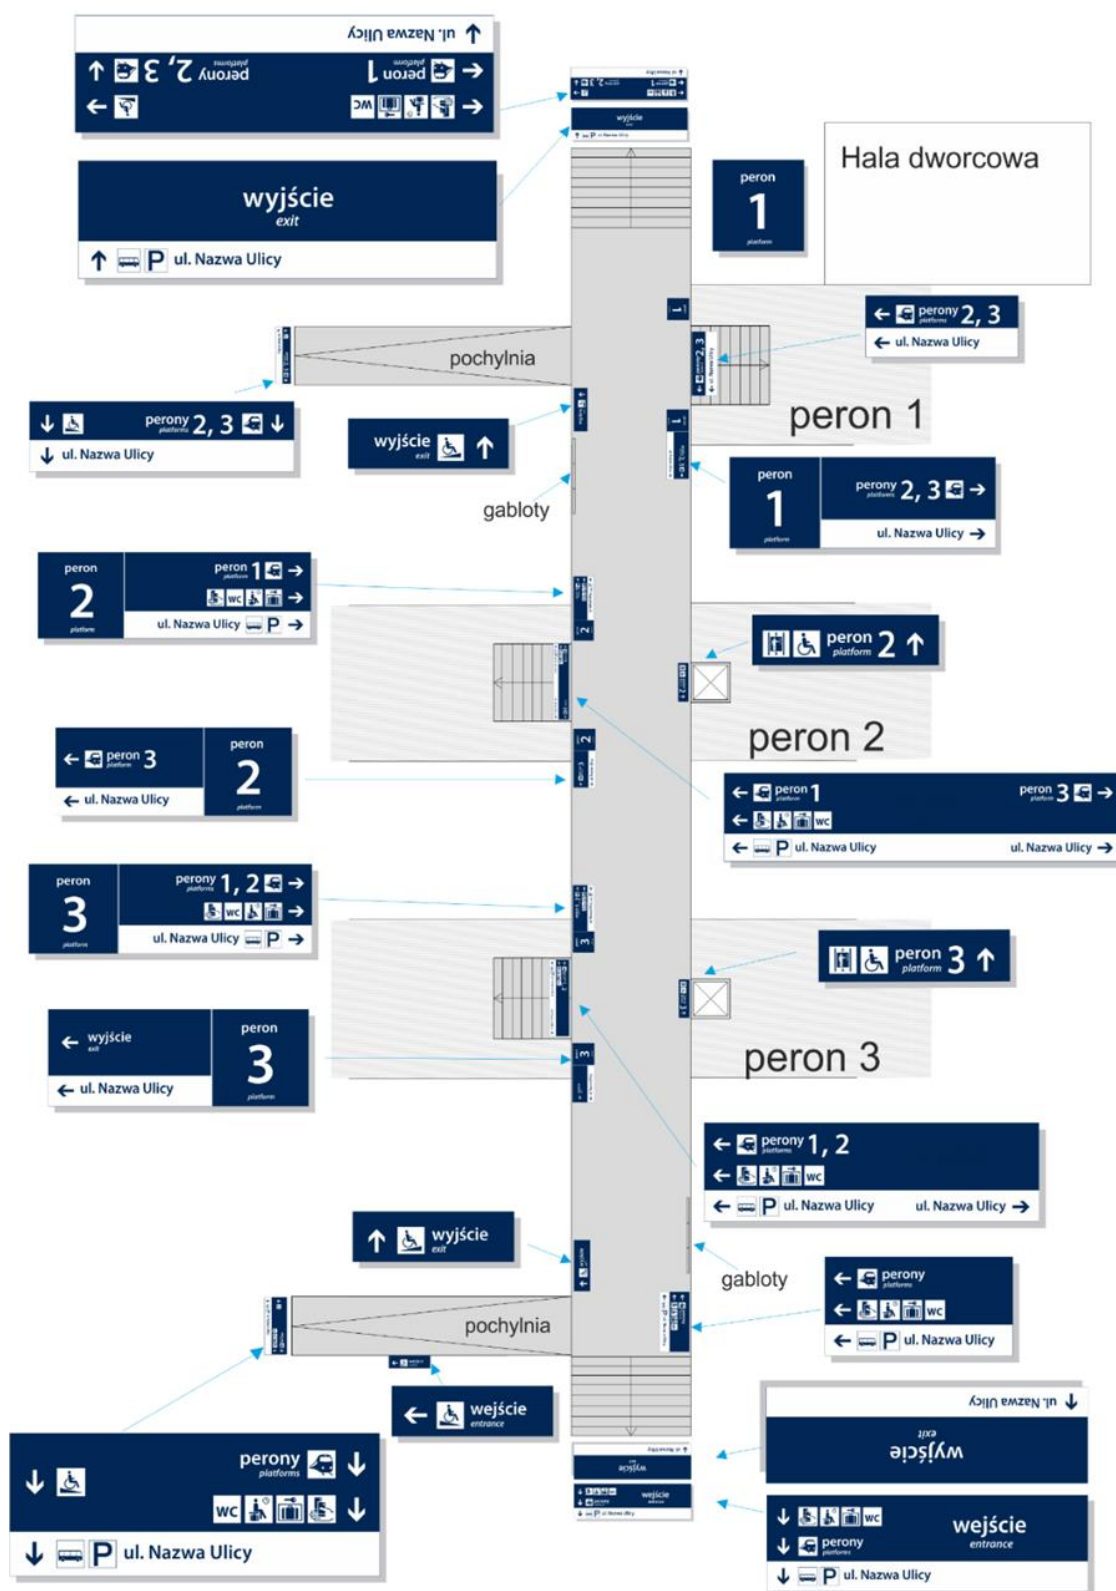 ul. Nazwa Ulicy
perony platforms 2, 3
peron 1
WC
wyjście
exit
P ul. Nazwa Ulicy
wyjście
peron
1
platform
Hala dworcowa
pochylnia
perony platforms 2, 3
ul. Nazwa Ulicy
peron 1
perony platforms 2, 3
ul. Nazwa Ulicy
wyjście
exit
gabloty
peron
1
platform
perony platforms 2, 3
ul. Nazwa Ulicy
peron
2
platform
peron platform 1
WC
ul. Nazwa Ulicy P
peron platform 2
peron 2
peron platform 3
ul. Nazwa Ulicy
peron
2
platform
peron platform 1
peron platform 3
WC
P ul. Nazwa Ulicy
ul. Nazwa Ulicy
peron
3
platform
perony platforms 1, 2
WC
ul. Nazwa Ulicy P
peron platform 3
peron 3
wyjście
exit
ul. Nazwa Ulicy
peron
3
platform
perony platforms 1, 2
WC
P ul. Nazwa Ulicy
ul. Nazwa Ulicy
wyjście
exit
gabloty
pochylnia
perony
platforms
WC
P ul. Nazwa Ulicy
wejście
entrance
perony
platforms
WC
P ul. Nazwa Ulicy
ul. Nazwa Ulicy
wyjście
exit
wyjście
wejście
WC
perony
platforms
wejście
entrance
P ul. Nazwa Ulicy